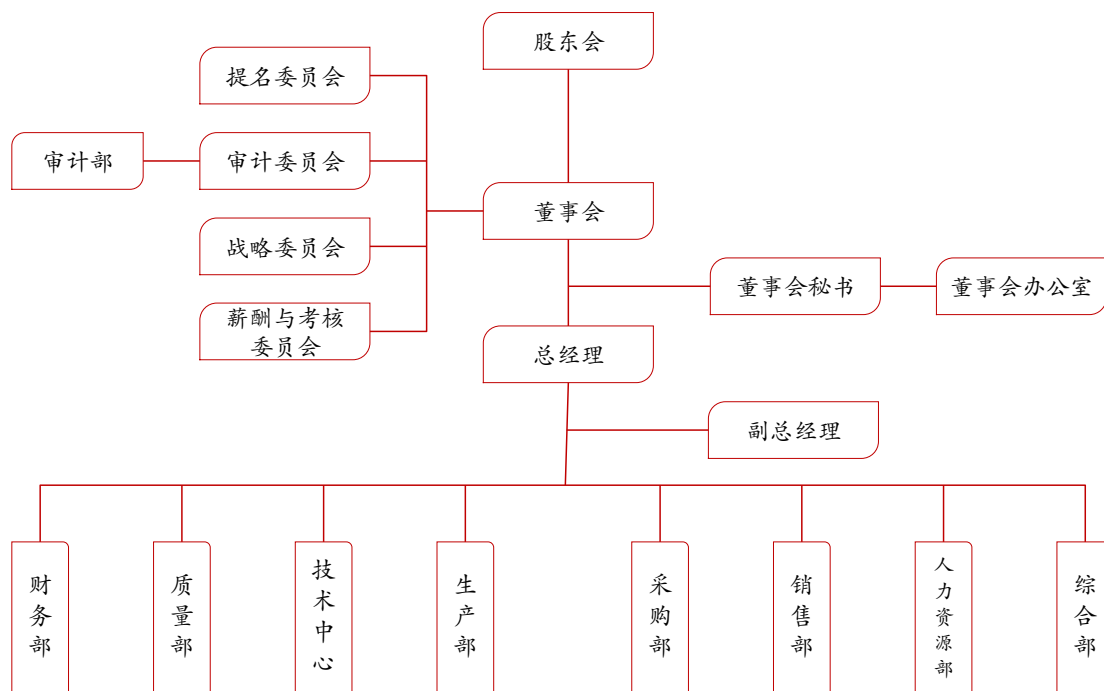 股东会
提名委员会
审计部
审计委员会
董事会
战略委员会
董事会秘书
董事会办公室
薪酬与考核
委员会
总经理
副总经理
财务部
质量部
技术中心
生产部
采购部
销售部
人力资源部
综合部